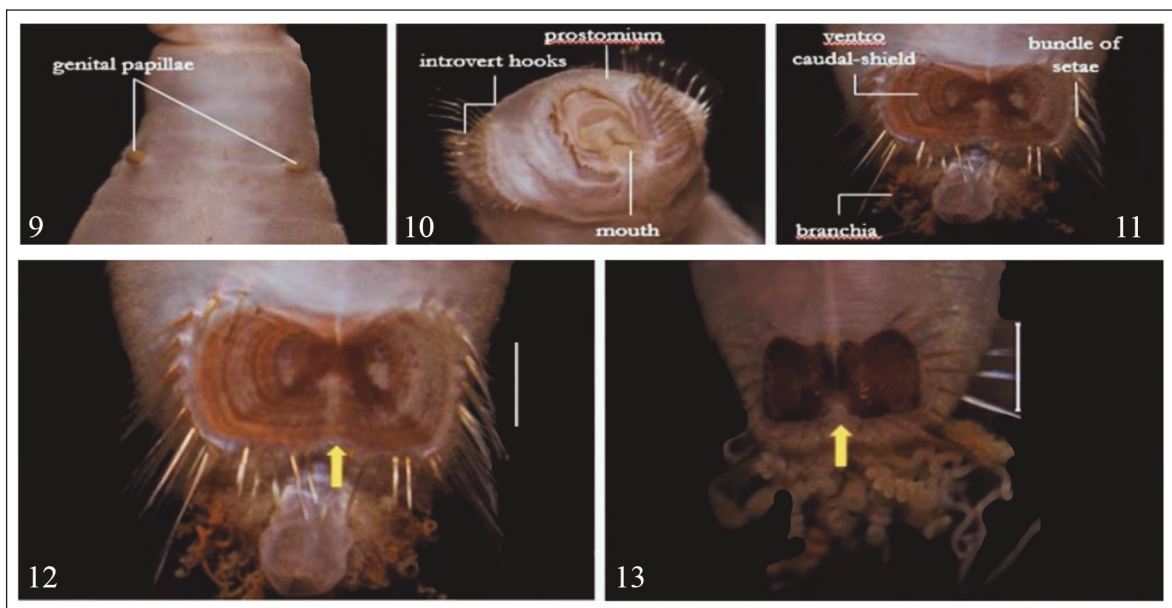 genital papillae
9
prostomium
introvert hooks
mouth
10
ventro
caudal-shield
bundle of
setae
branchia
11
12
13